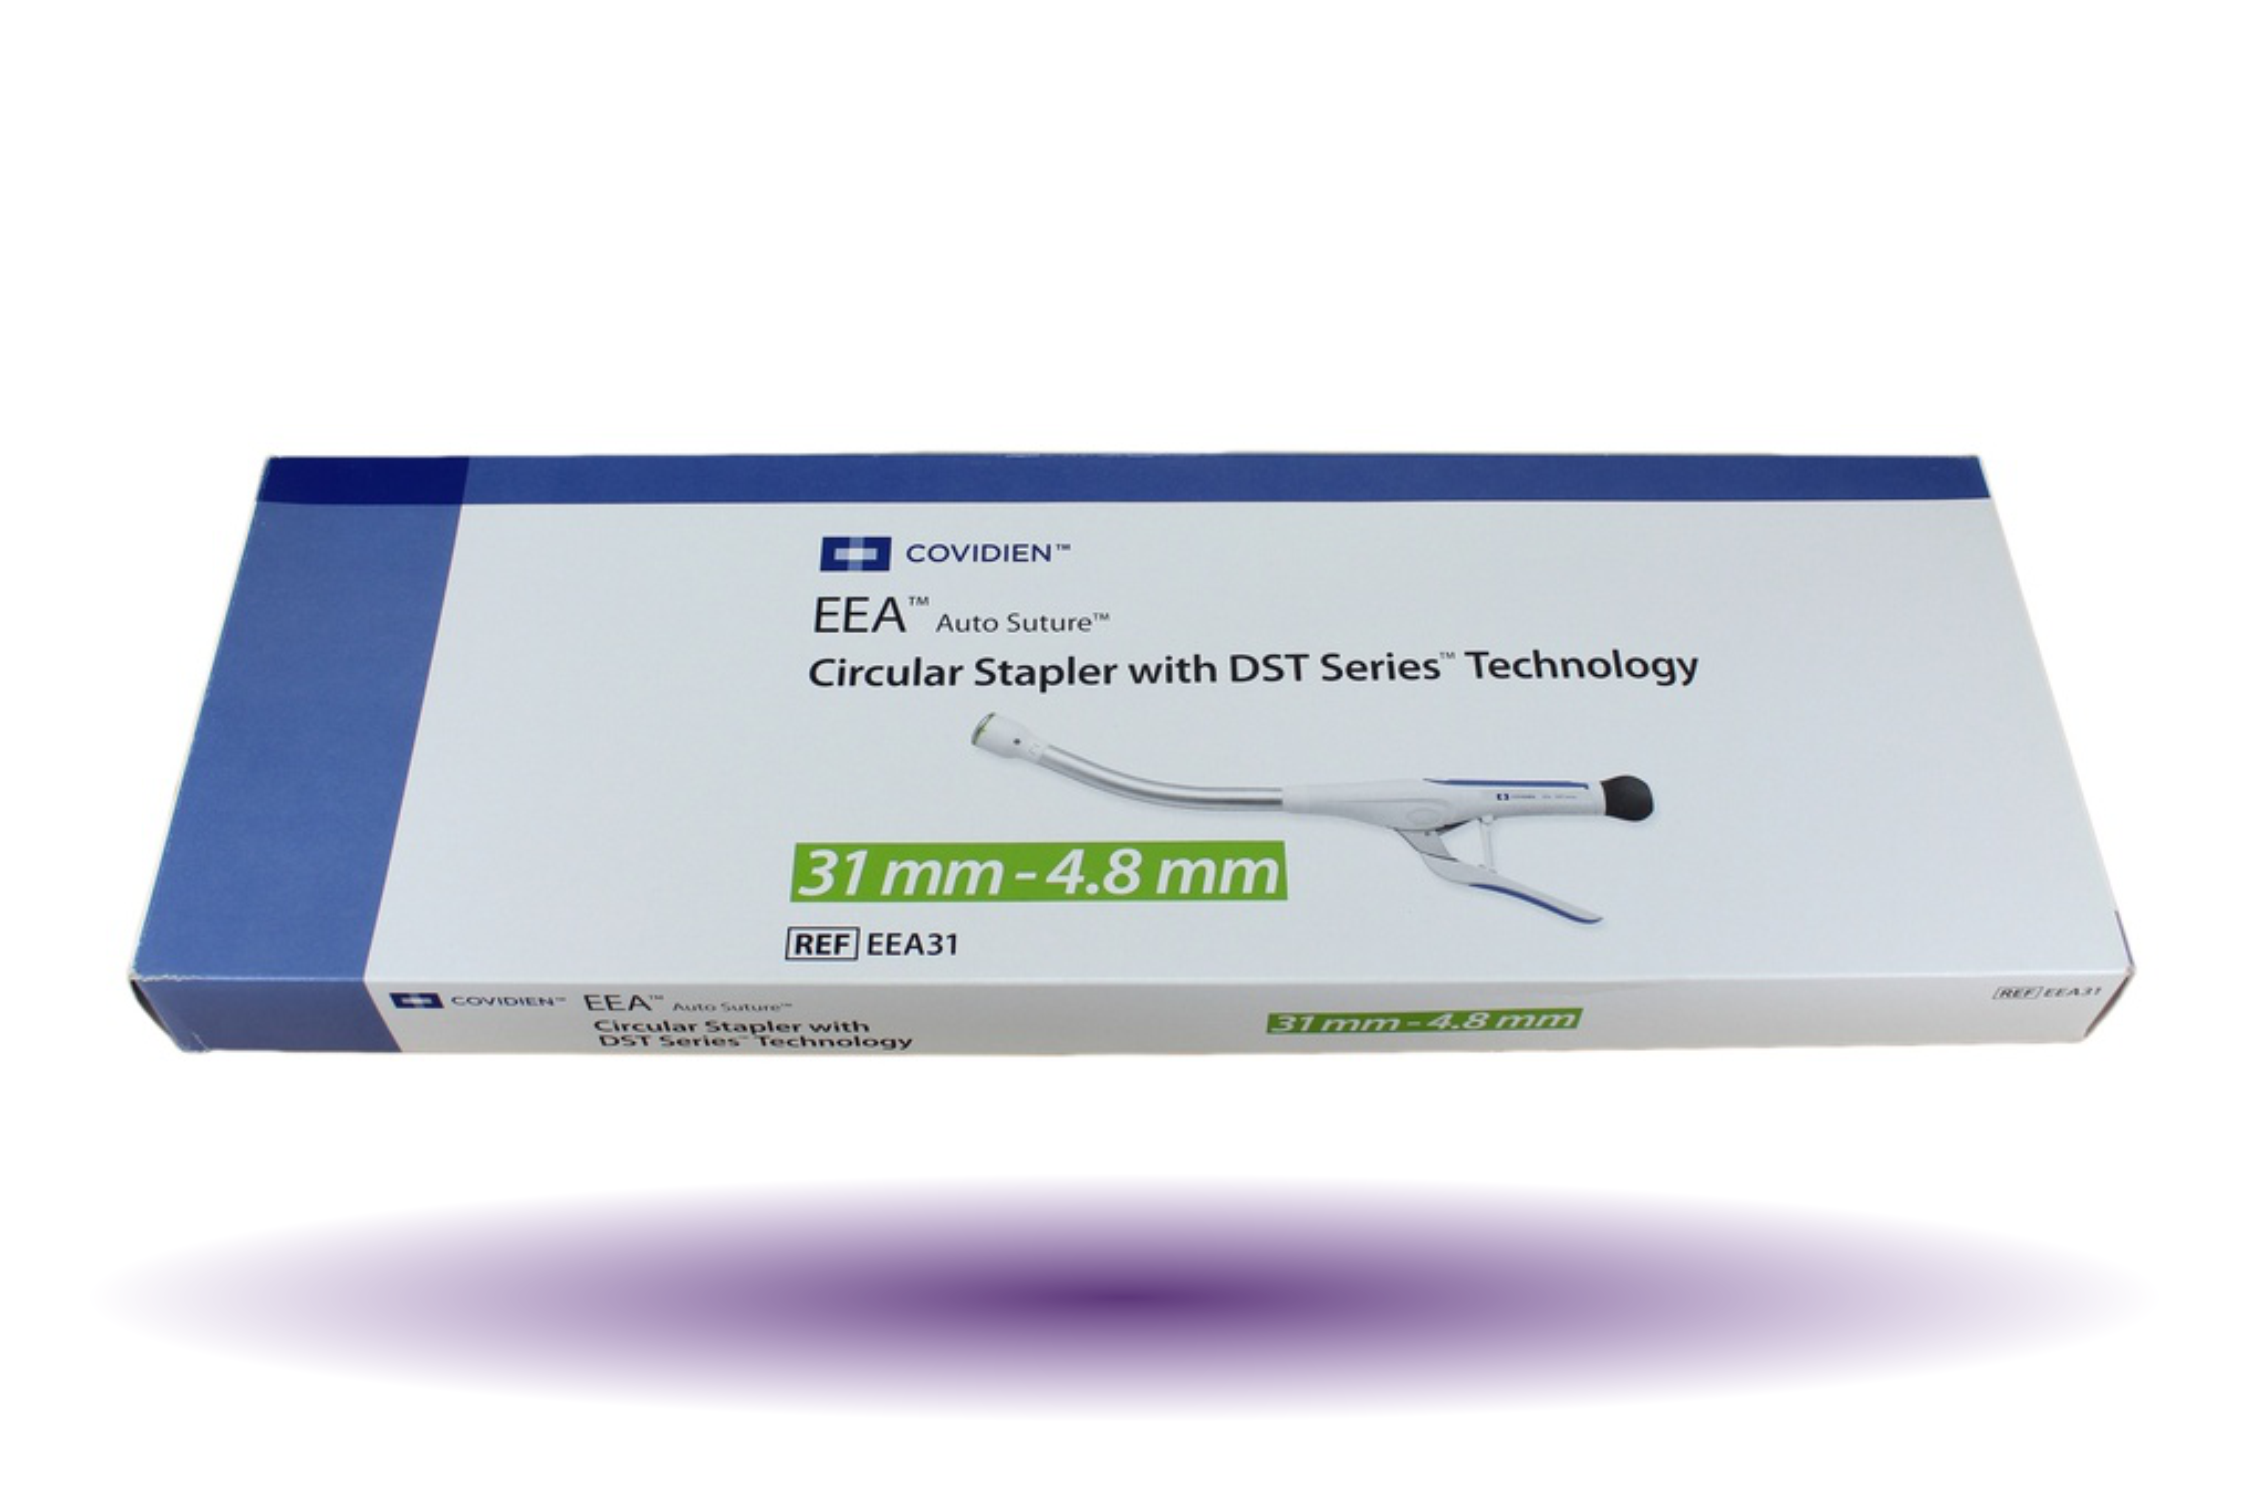 COVIDIEN™
EEA™ Auto Suture™
Circular Stapler with DST Series™ Technology
31 mm - 4.8 mm
REF EEA31
COVIDIEN™ EEA™ Auto Suture™
Circular Stapler with
DST Series™ Technology
31 mm - 4.8 mm
REF EEA31